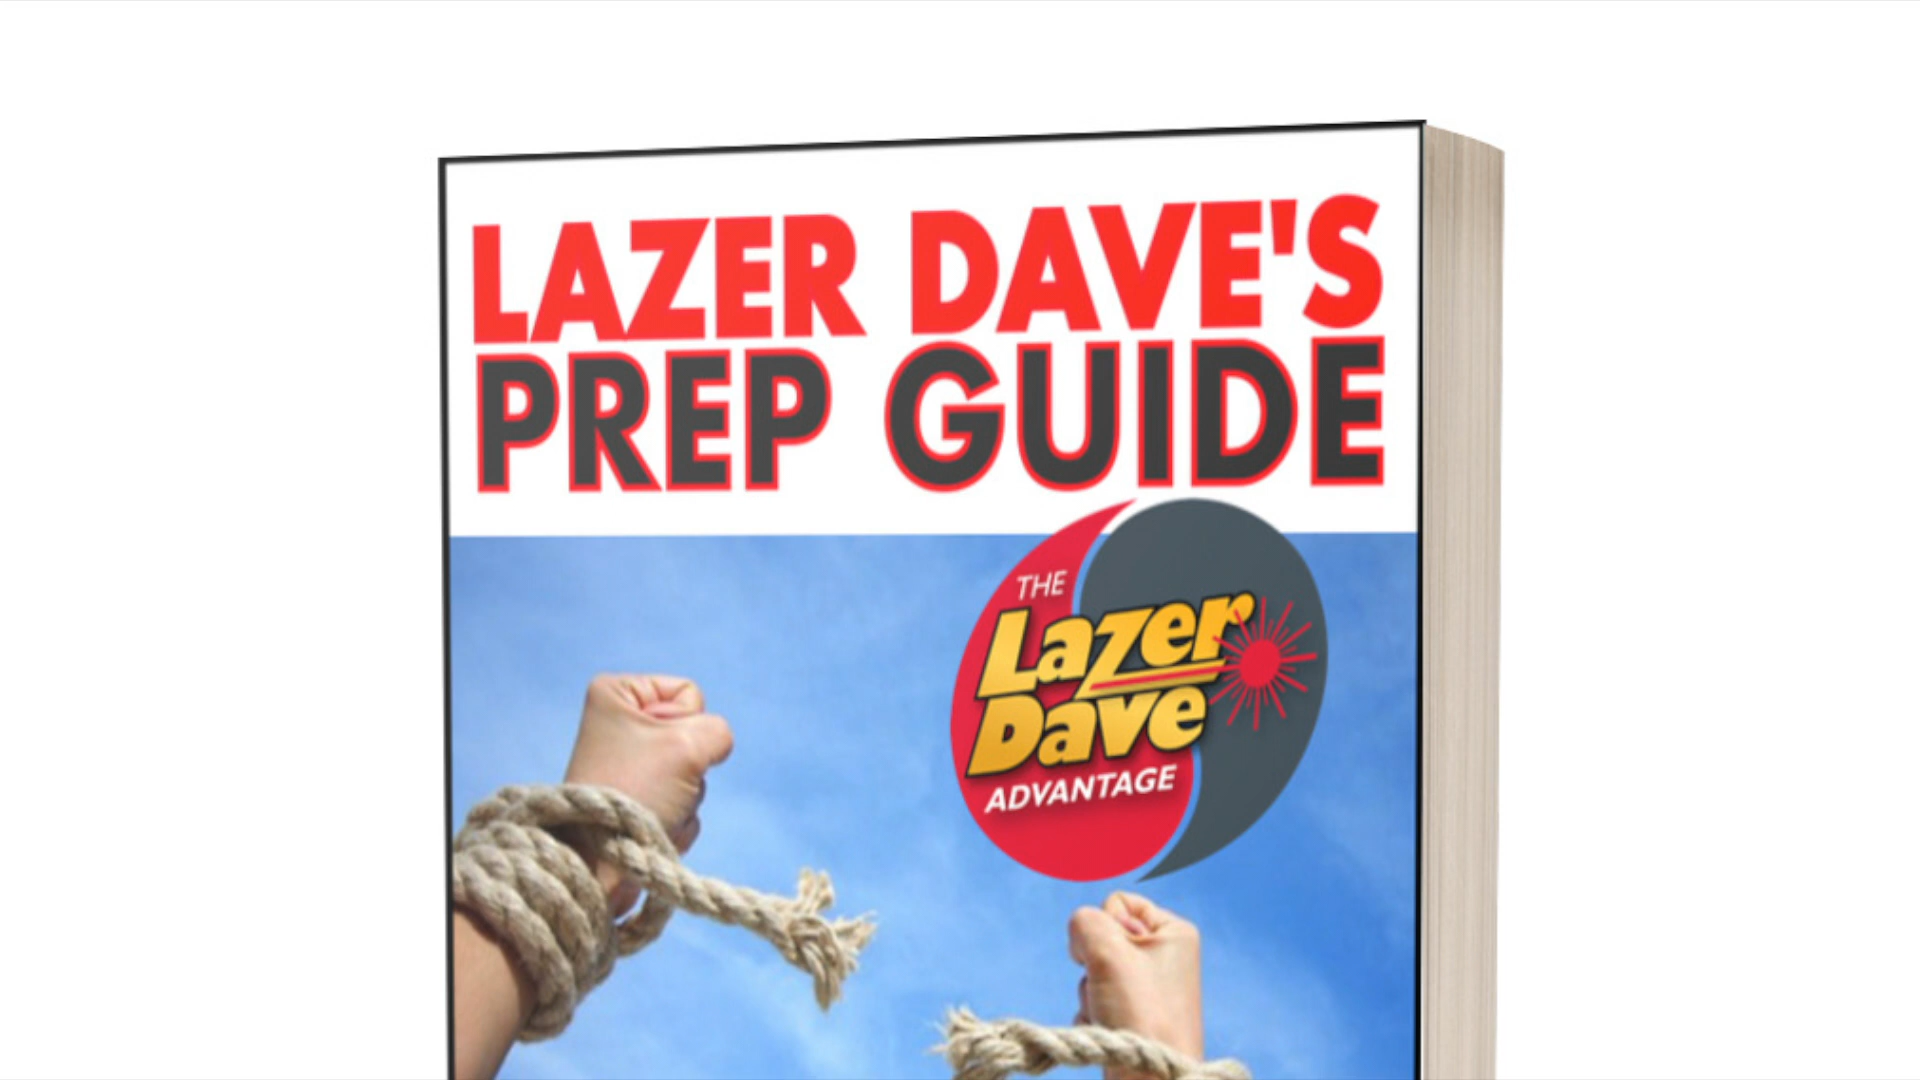 LAZER DAVE'S
PREP GUIDE
THE
Lazer
Dave
ADVANTAGE